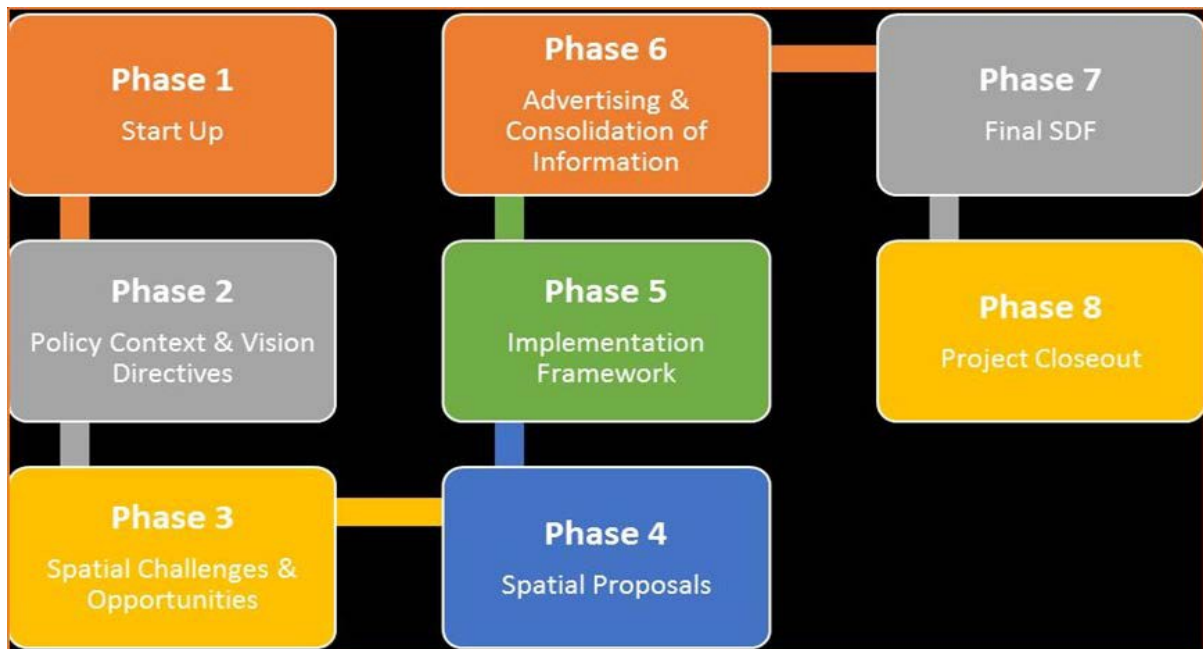 Phase 1
Start Up
Phase 2
Policy Context & Vision
Directives
Phase 3
Spatial Challenges &
Opportunities
Phase 4
Spatial Proposals
Phase 5
Implementation
Framework
Phase 6
Advertising &
Consolidation of
Information
Phase 7
Final SDF
Phase 8
Project Closeout